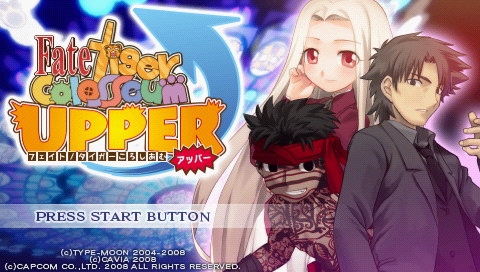 Fate/Tiger
Colosseum
UPPER
フェイト/タイガーころしあむ
アッパー
PRESS START BUTTON
(c)TYPE-MOON 2004-2008
(c)CAVIA 2008
(c)CAPCOM CO.,LTD. 2008 ALL RIGHTS RESERVED.